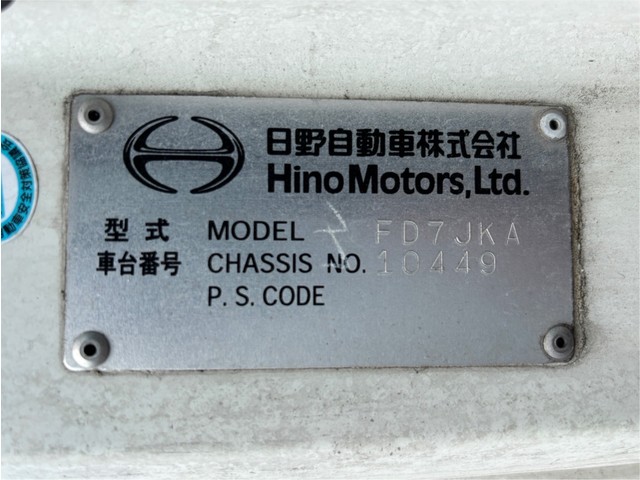 日野自動車株式会社
Hino Motors, Ltd.
型式 MODEL FD7JKA
車台番号 CHASSIS NO. 10449
P. S. CODE